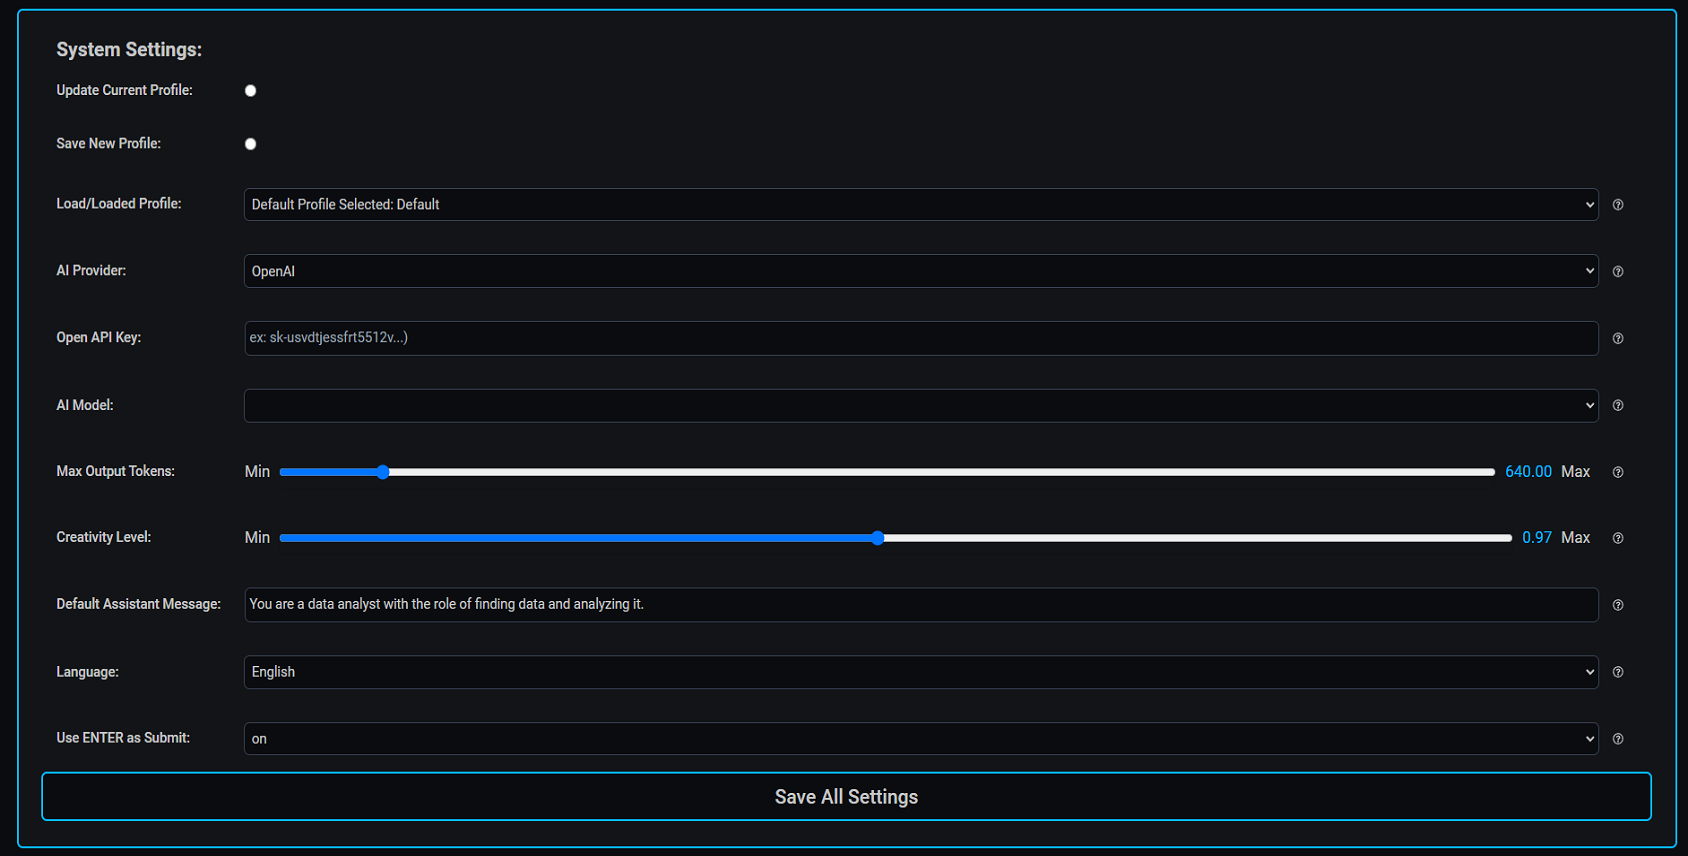 System Settings:
Update Current Profile:
Save New Profile:
Load/Loaded Profile: Default Profile Selected: Default
AI Provider: OpenAI
Open API Key: ex: sk-usvdtjessfrt5512v...)
AI Model:
Max Output Tokens: Min 640.00 Max
Creativity Level: Min 0.97 Max
Default Assistant Message: You are a data analyst with the role of finding data and analyzing it.
Language: English
Use ENTER as Submit: on
Save All Settings